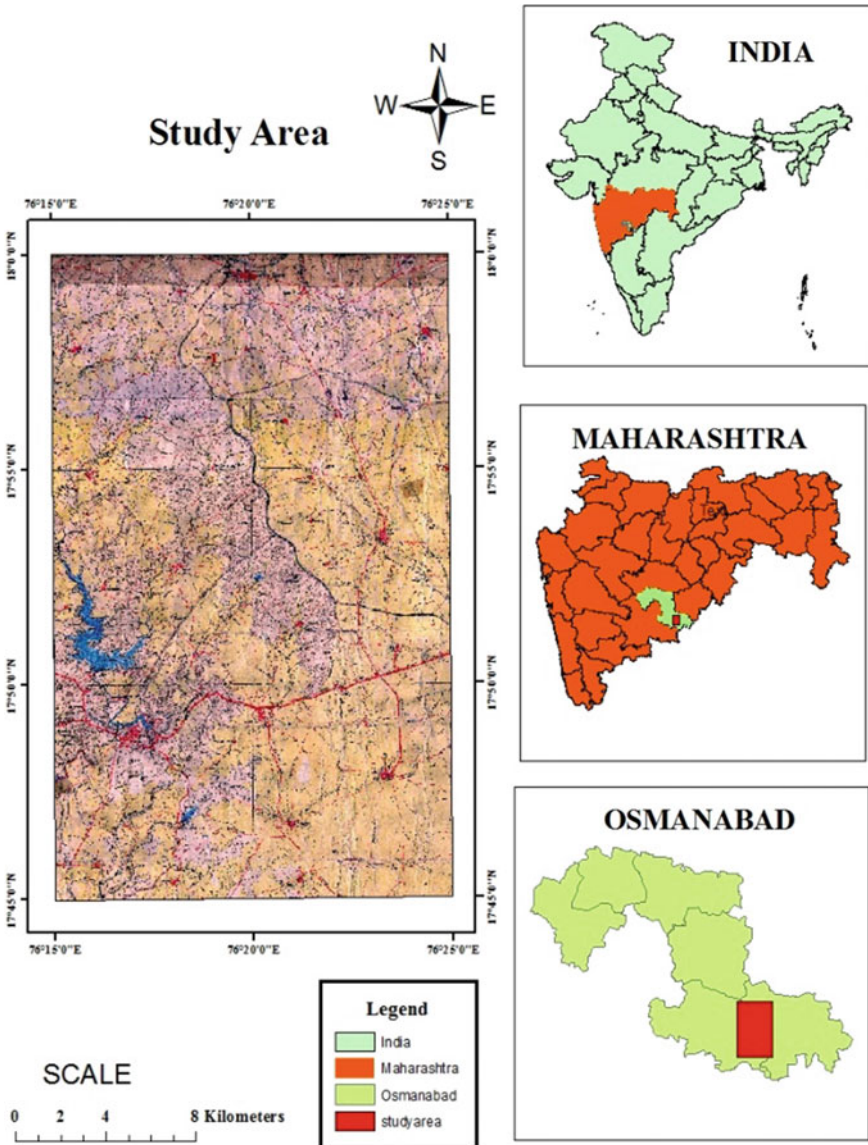 N
W E
S
Study Area
76°15'0"E 76°20'0"E 76°25'0"E
18°0'0"N 18°0'0"N
17°55'0"N 17°55'0"N
17°50'0"N 17°50'0"N
17°45'0"N 17°45'0"N
76°15'0"E 76°20'0"E 76°25'0"E
SCALE
0 2 4 8 Kilometers
Legend
India
Maharashtra
Osmanabad
studyarea
INDIA
MAHARASHTRA
OSMANABAD